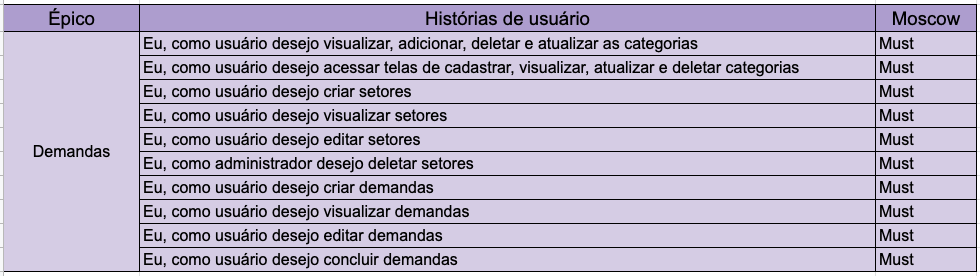 Épico Histórias de usuário Moscow
Eu, como usuário desejo visualizar, adicionar, deletar e atualizar as categorias Must
Eu, como usuário desejo acessar telas de cadastrar, visualizar, atualizar e deletar categorias Must
Eu, como usuário desejo criar setores Must
Eu, como usuário desejo visualizar setores Must
Eu, como usuário desejo editar setores Must
Demandas
Eu, como administrador desejo deletar setores Must
Eu, como usuário desejo criar demandas Must
Eu, como usuário desejo visualizar demandas Must
Eu, como usuário desejo editar demandas Must
Eu, como usuário desejo concluir demandas Must